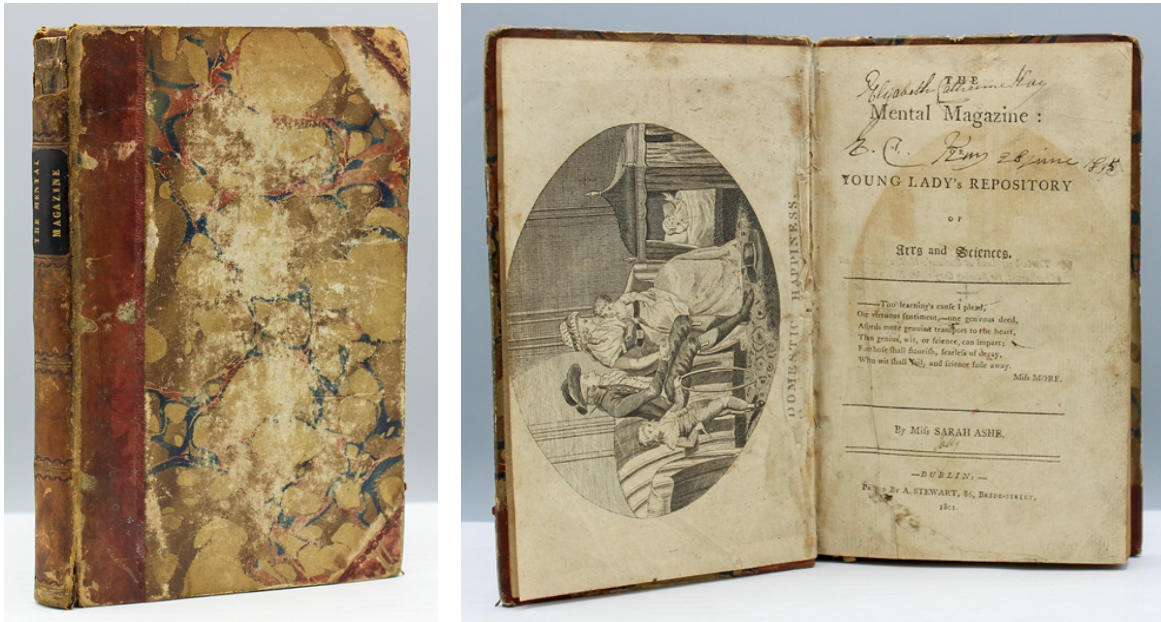 THE MENTAL
MAGAZINE
DOMESTIC HAPPINESS.
THE
Elizabeth Catherine
Mental Magazine :
E. C. 28 June
OR
YOUNG LADY's REPOSITORY
OF
Arts and Sciences.
——Tho' learning's cauſe I plead,
One virtuous ſentiment,—one gen'rous deed,
Affords more genuine tranſport to the heart,
Than genius, wit, or ſcience, can impart;
For thoſe ſhall flouriſh, fearleſs of decay,
When wit ſhall fail, and ſcience fade away.
Miſs MORE.
By Miſs SARAH ASHE.
—DUBLIN:—
Printed By A. STEWART, 86, BRIDE-STREET,
1801.